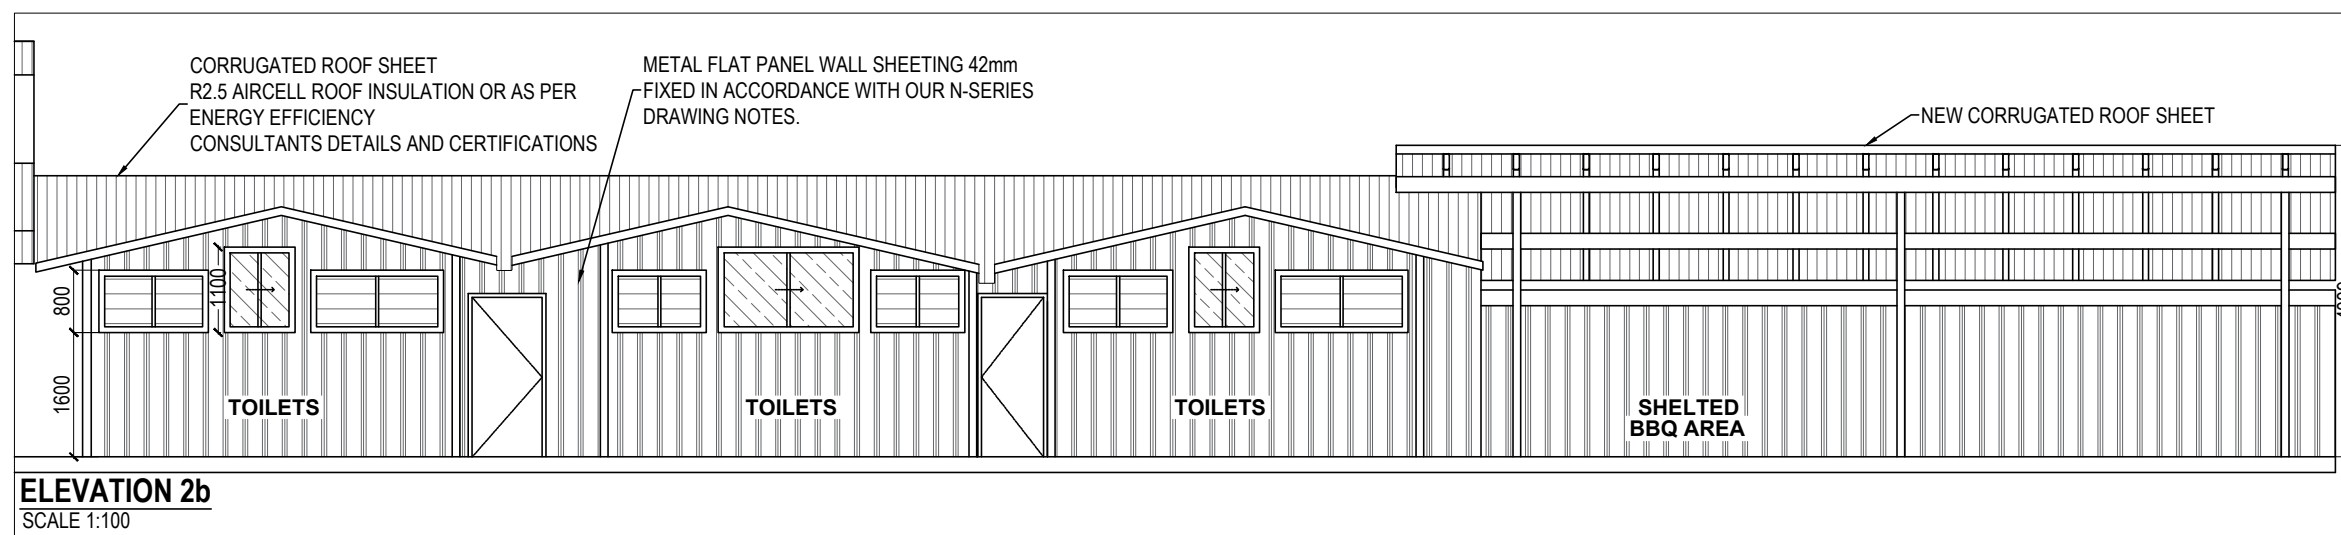 CORRUGATED ROOF SHEET
R2.5 AIRCELL ROOF INSULATION OR AS PER
ENERGY EFFICIENCY
CONSULTANTS DETAILS AND CERTIFICATIONS
METAL FLAT PANEL WALL SHEETING 42mm
FIXED IN ACCORDANCE WITH OUR N-SERIES
DRAWING NOTES.
NEW CORRUGATED ROOF SHEET
800
1100
1600
TOILETS
TOILETS
TOILETS
SHELTED
BBQ AREA
ELEVATION 2b
SCALE 1:100